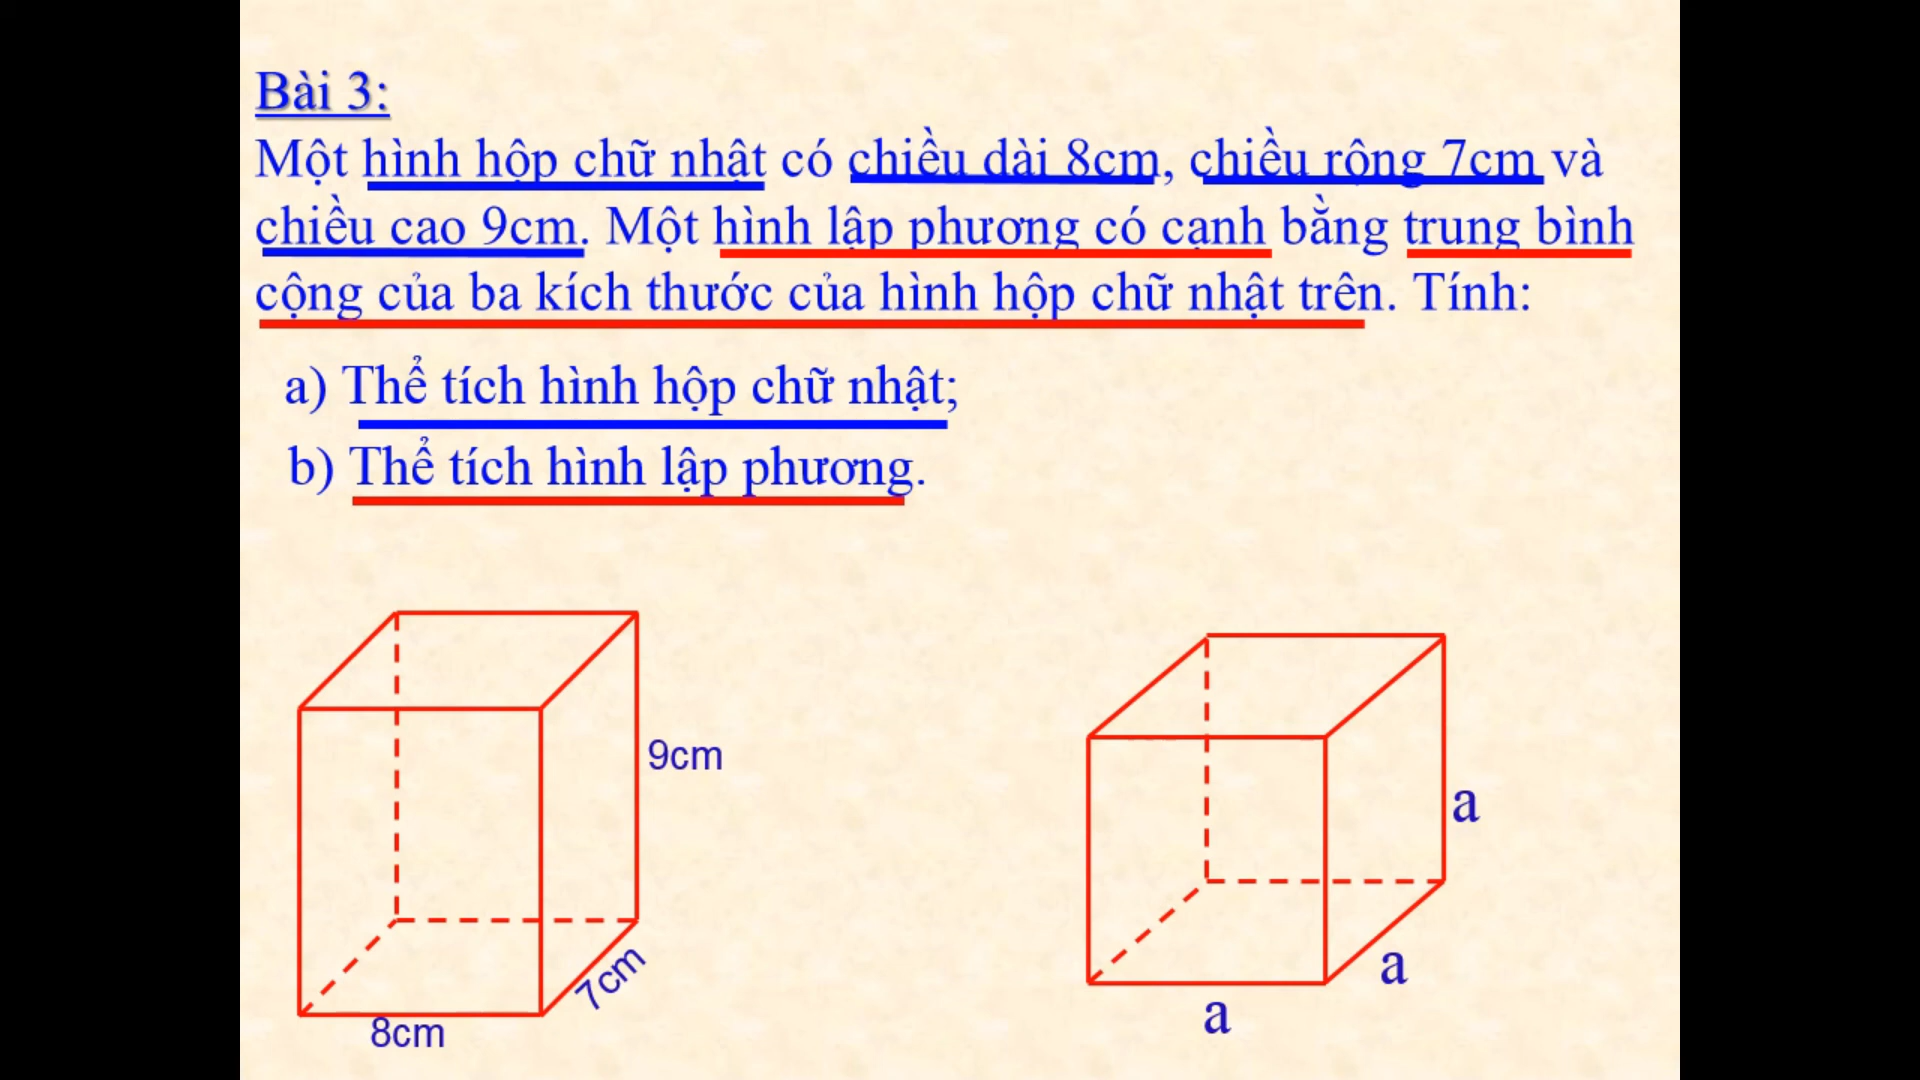 Bài 3:
Một hình hộp chữ nhật có chiều dài 8cm, chiều rộng 7cm và
chiều cao 9cm. Một hình lập phương có cạnh bằng trung bình
cộng của ba kích thước của hình hộp chữ nhật trên. Tính:
a) Thể tích hình hộp chữ nhật;
b) Thể tích hình lập phương.
9cm
7cm
8cm
a
a
a